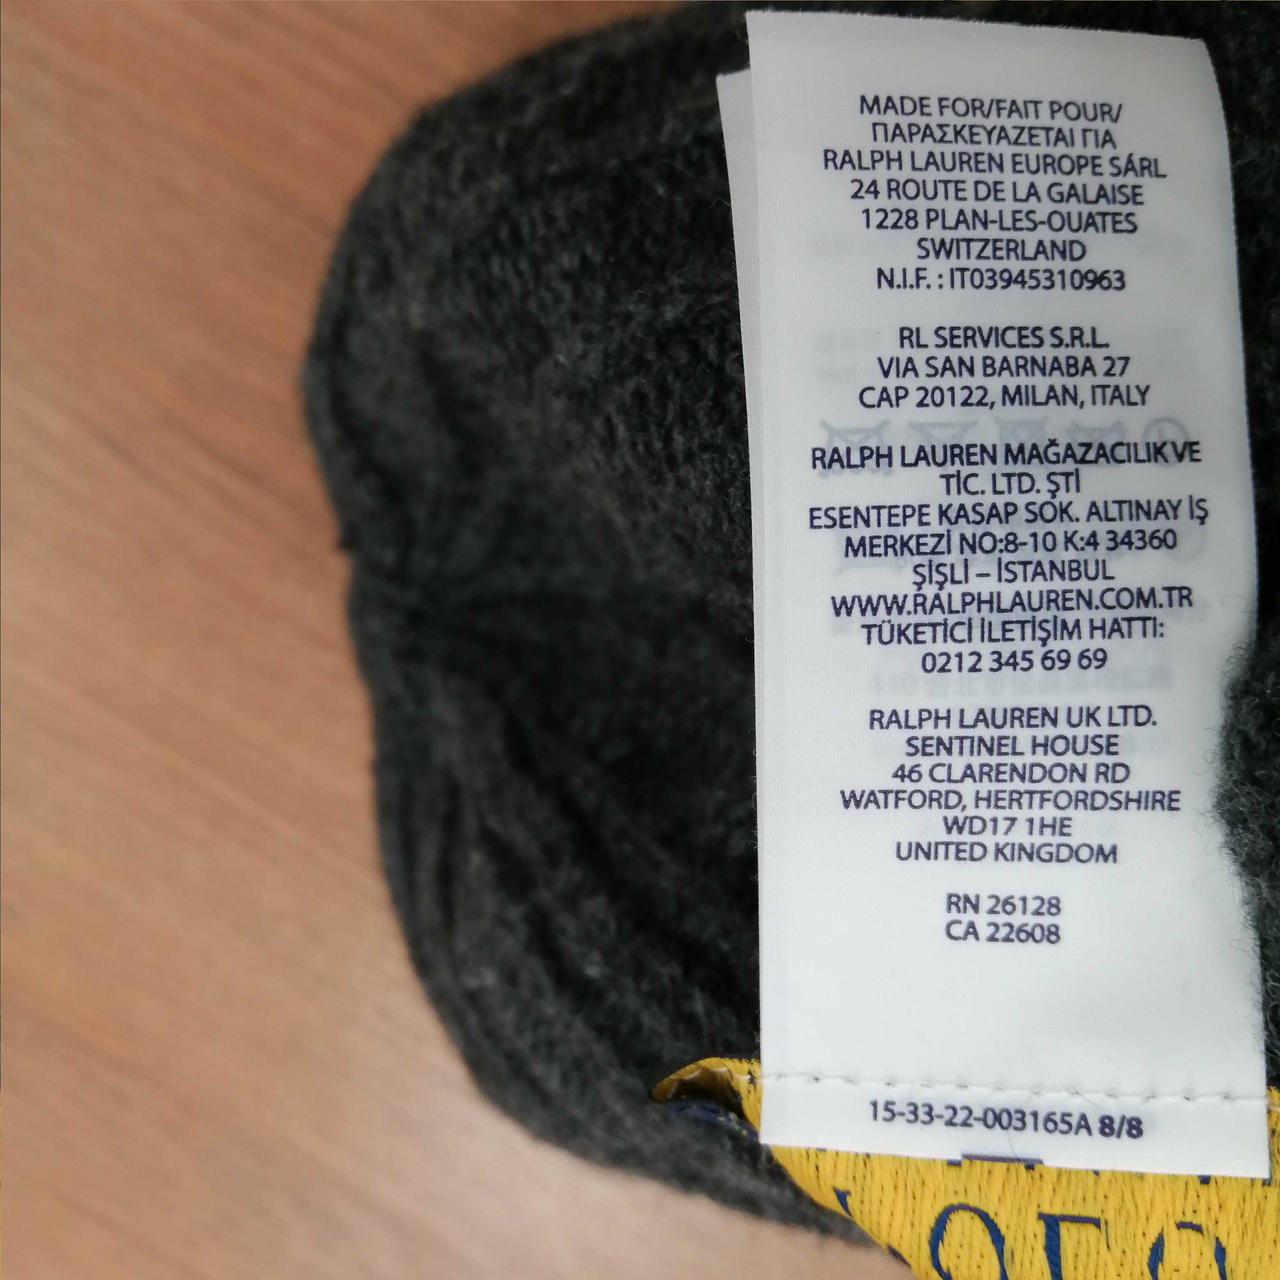 MADE FOR/FAIT POUR/
ΠΑΡΑΣΚΕΥΑΖΕΤΑΙ ΓΙΑ
RALPH LAUREN EUROPE SÁRL
24 ROUTE DE LA GALAISE
1228 PLAN-LES-OUATES
SWITZERLAND
N.I.F. : IT03945310963
RL SERVICES S.R.L.
VIA SAN BARNABA 27
CAP 20122, MILAN, ITALY
RALPH LAUREN MAĞAZACILIK VE
TİC. LTD. ŞTİ
ESENTEPE KASAP SOK. ALTINAY İŞ
MERKEZİ NO:8-10 K:4 34360
ŞİŞLİ – İSTANBUL
WWW.RALPHLAUREN.COM.TR
TÜKETİCİ İLETİŞİM HATTI:
0212 345 69 69
RALPH LAUREN UK LTD.
SENTINEL HOUSE
46 CLARENDON RD
WATFORD, HERTFORDSHIRE
WD17 1HE
UNITED KINGDOM
RN 26128
CA 22608
15-33-22-003165A 8/8